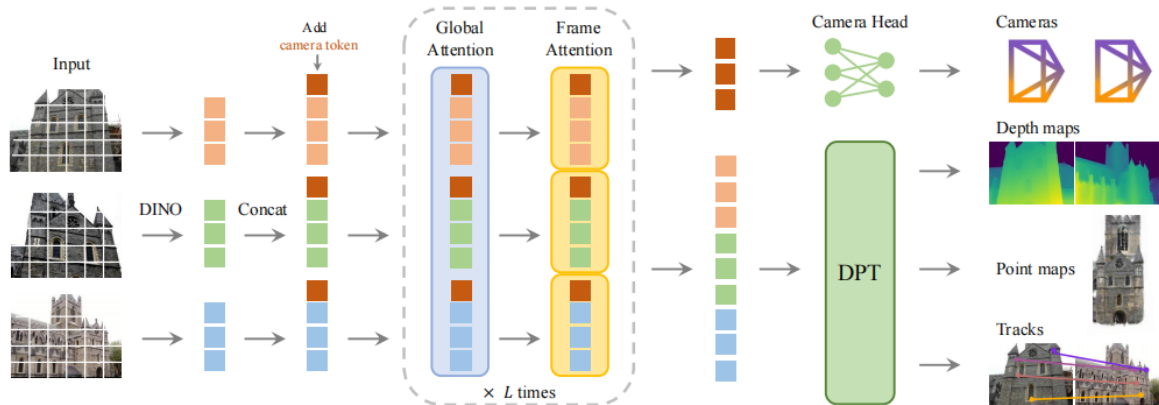 Input
DINO
Concat
Add
camera token
Global
Attention
Frame
Attention
× L times
Camera Head
DPT
Cameras
Depth maps
Point maps
Tracks